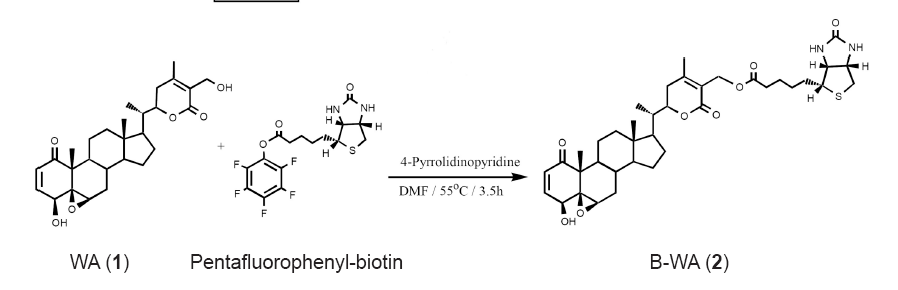 O
HN
NH
H
H
H
S
O
O
O
O
OH
O
O
O
OH
WA (1)
+
O
HN
NH
H
H
H
S
O
O
F
F
F
F
F
Pentafluorophenyl-biotin
4-Pyrrolidinopyridine
DMF / 55°C / 3.5h
O
O
O
O
OH
B-WA (2)